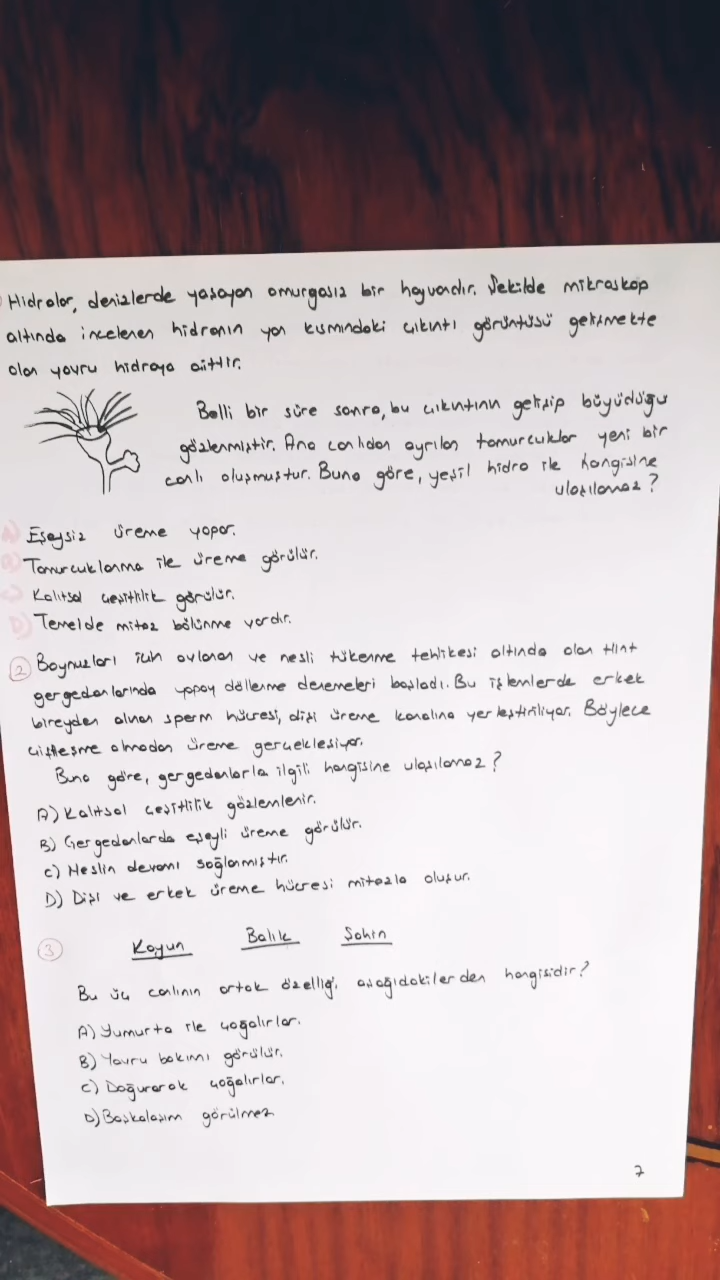 Hidralar, denizlerde yaşayan omurgasız bir hayvandır. Şekilde mikroskop
altında incelenen hidranın yan kısmındaki çıkıntı görüntüsü gelişmekte
olan yavru hidraya aittir.
Belli bir süre sonra, bu çıkıntının gelişip büyüdüğü
gözlenmiştir. Ana canlıdan ayrılan tomurcuklar yeni bir
canlı oluşmuştur. Buna göre, yeşil hidra ile hangisine
ulaşılamaz?
A) Eşeysiz üreme yapar.
B) Tomurcuklanma ile üreme görülür.
C) Kalıtsal çeşitlilik görülür.
D) Temelde mitoz bölünme vardır.
2 Boynuzları için avlanan ve nesli tükenme tehlikesi altında olan Hint
gergedanlarında yapay döllenme denemeleri başladı. Bu işlemlerde erkek
bireyden alınan sperm hücresi, dişi üreme kanalına yerleştiriliyor. Böylece
çiftleşme olmadan üreme gerçekleşiyor.
Buna göre, gergedanlarla ilgili hangisine ulaşılamaz?
A) Kalıtsal çeşitlilik gözlemlenir.
B) Gergedanlarda eşeyli üreme görülür.
C) Neslin devamı sağlanmıştır.
D) Dişi ve erkek üreme hücresi mitozla oluşur.
3 Koyun Balık Şahin
Bu üç canlının ortak özelliği aşağıdakilerden hangisidir?
A) Yumurta ile çoğalırlar.
B) Yavru bakımı görülür.
C) Doğurarak çoğalırlar.
D) Başkalaşım görülmez
7